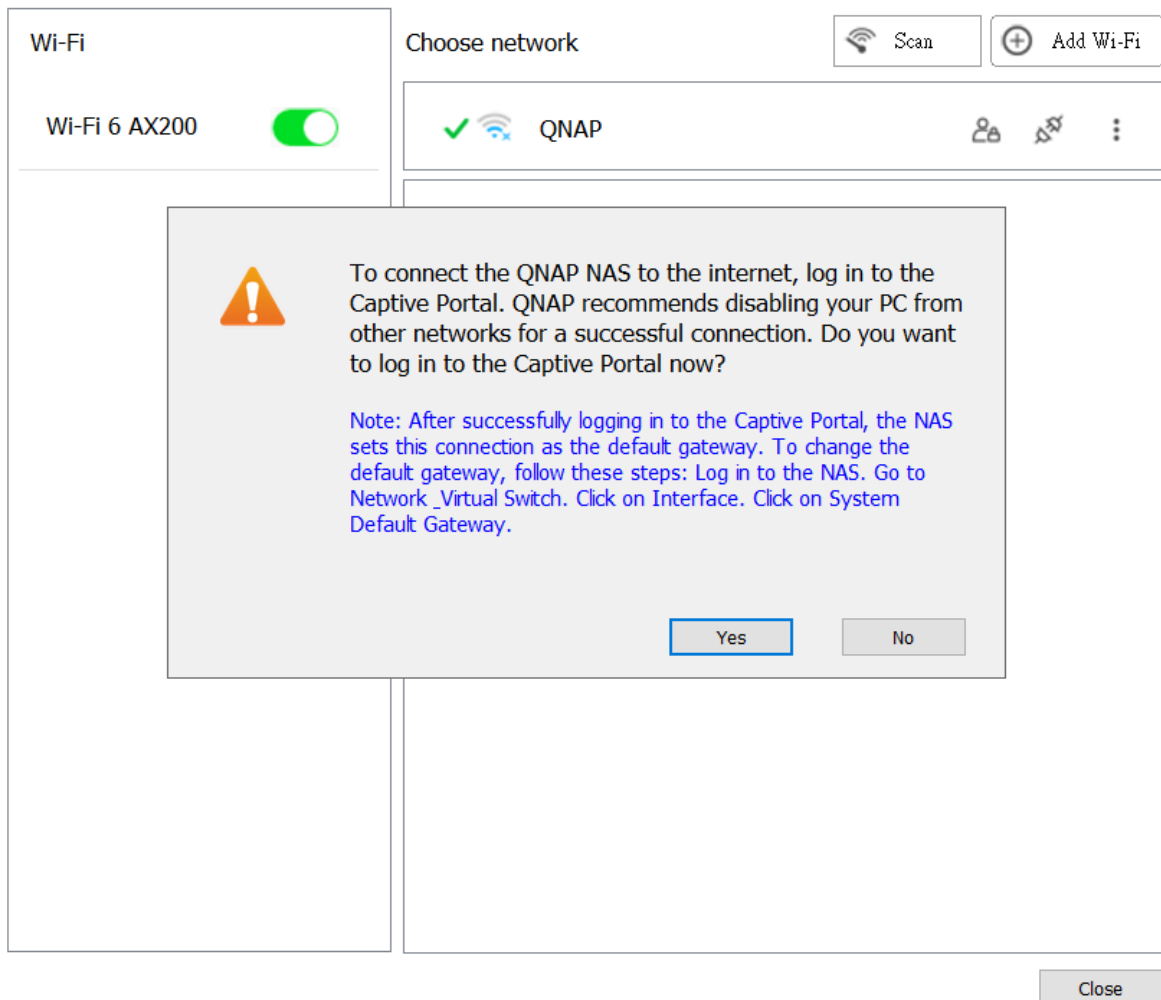 Wi-Fi
Choose network
Scan
Add Wi-Fi
Wi-Fi 6 AX200
QNAP
To connect the QNAP NAS to the internet, log in to the
Captive Portal. QNAP recommends disabling your PC from
other networks for a successful connection. Do you want
to log in to the Captive Portal now?
Note: After successfully logging in to the Captive Portal, the NAS
sets this connection as the default gateway. To change the
default gateway, follow these steps: Log in to the NAS. Go to
Network _Virtual Switch. Click on Interface. Click on System
Default Gateway.
Yes
No
Close